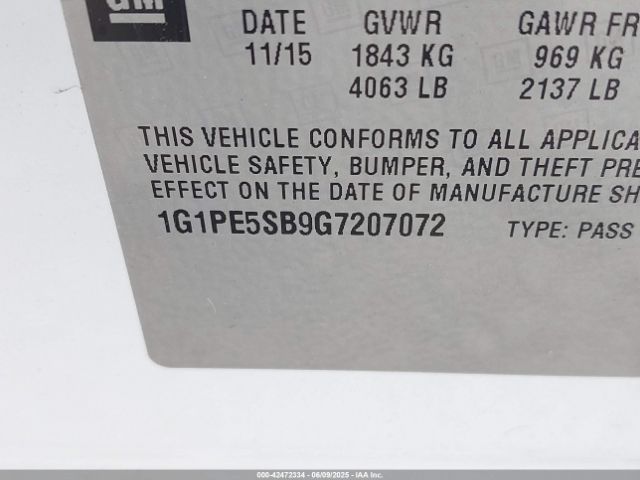 GM
DATE GVWR GAWR FR
11/15 1843 KG 969 KG
4063 LB 2137 LB
THIS VEHICLE CONFORMS TO ALL APPLICA
VEHICLE SAFETY, BUMPER, AND THEFT PRE
EFFECT ON THE DATE OF MANUFACTURE SH
1G1PE5SB9G7207072 TYPE: PASS
000-42472334 - 06/09/2025 - IAA Inc.